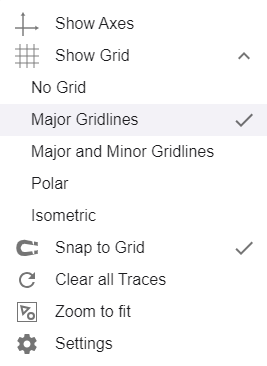 Show Axes
Show Grid
No Grid
Major Gridlines
Major and Minor Gridlines
Polar
Isometric
Snap to Grid
Clear all Traces
Zoom to fit
Settings